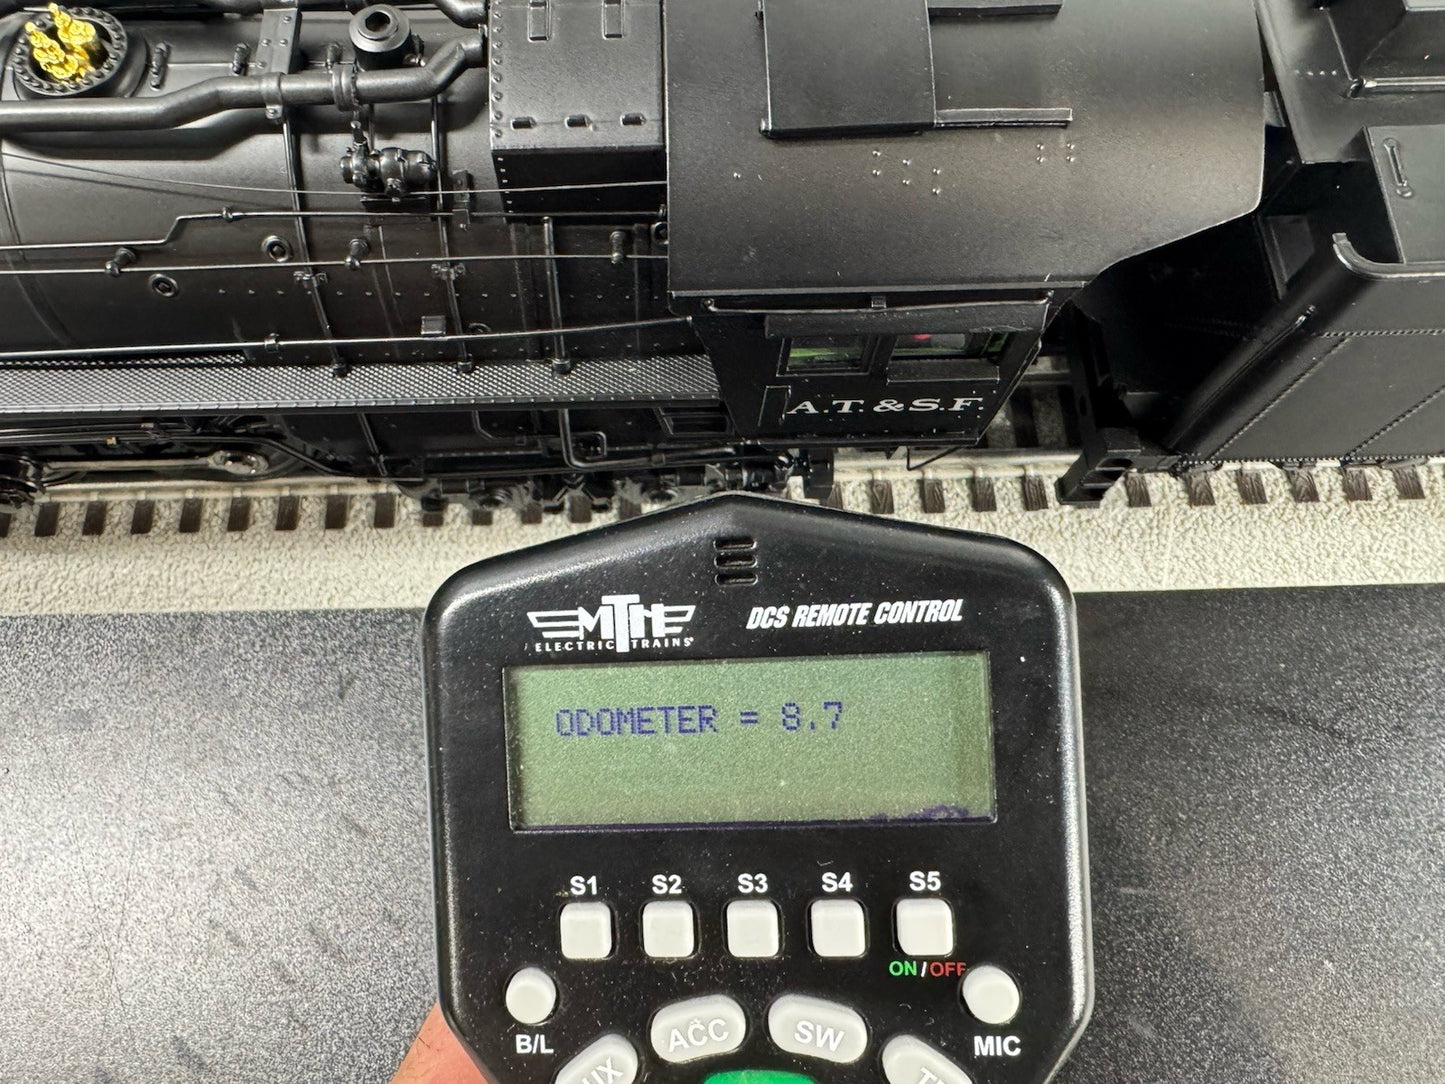 A.T. & S.F.
MTH
ELECTRIC TRAINS
DCS REMOTE CONTROL
ODOMETER = 8.7
S1 S2 S3 S4 S5
ON/OFF
B/L
ACC
SW
MIC